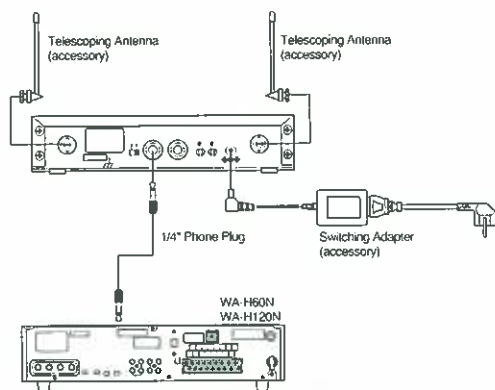 Telescoping Antenna
(accessory)
Telescoping Antenna
(accessory)
1/4" Phone Plug
Switching Adapter
(accessory)
WA-H60N
WA-H120N